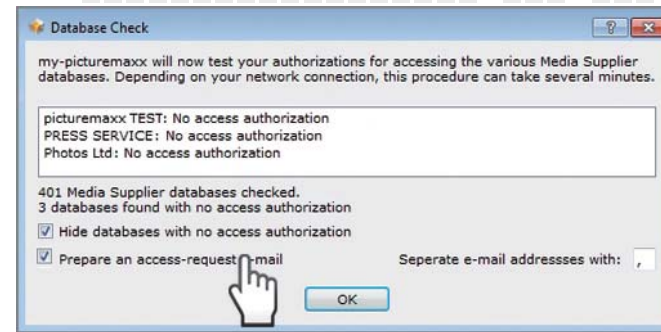 Database Check
my-picturemaxx will now test your authorizations for accessing the various Media Supplier
databases. Depending on your network connection, this procedure can take several minutes.
picturemaxx TEST: No access authorization
PRESS SERVICE: No access authorization
Photos Ltd: No access authorization
401 Media Supplier databases checked.
3 databases found with no access authorization
Hide databases with no access authorization
Prepare an access-request e-mail Seperate e-mail addressses with: ,
OK